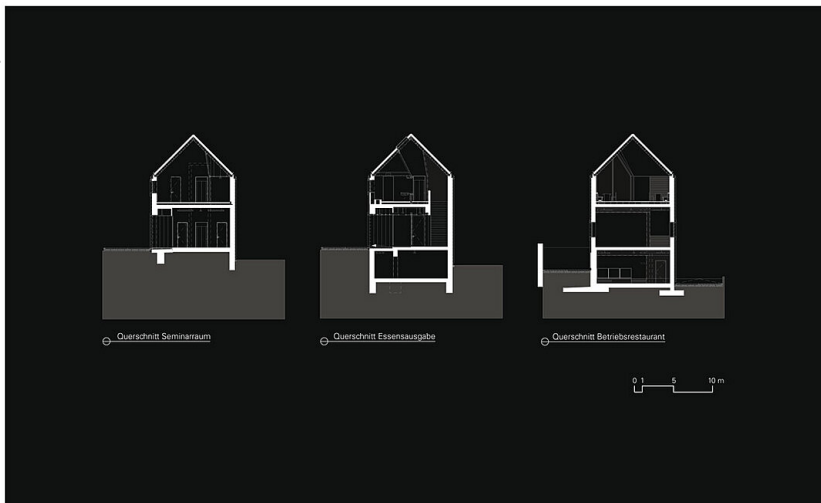 Querschnitt Seminarraum
Querschnitt Essensausgabe
Querschnitt Betriebsrestaurant
0 1 5 10 m